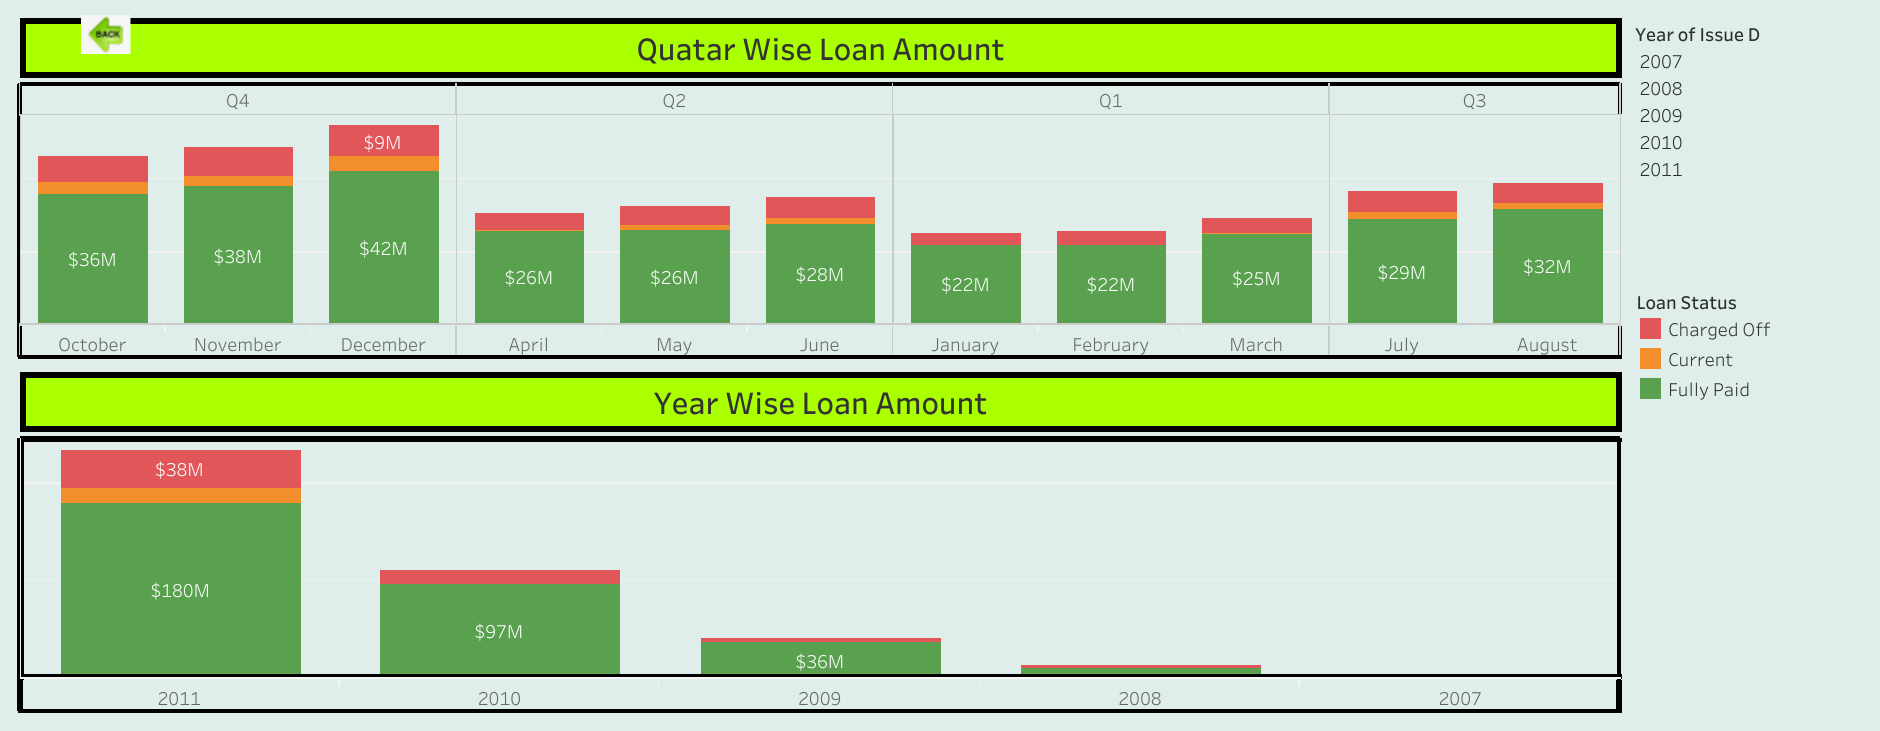 BACK
Quatar Wise Loan Amount
Q4 Q2 Q1 Q3
$9M
$36M $38M $42M $26M $26M $28M $22M $22M $25M $29M $32M
October November December April May June January February March July August
Year Wise Loan Amount
$38M
$180M
$97M
$36M
2011 2010 2009 2008 2007
Year of Issue D
2007
2008
2009
2010
2011
Loan Status
Charged Off
Current
Fully Paid